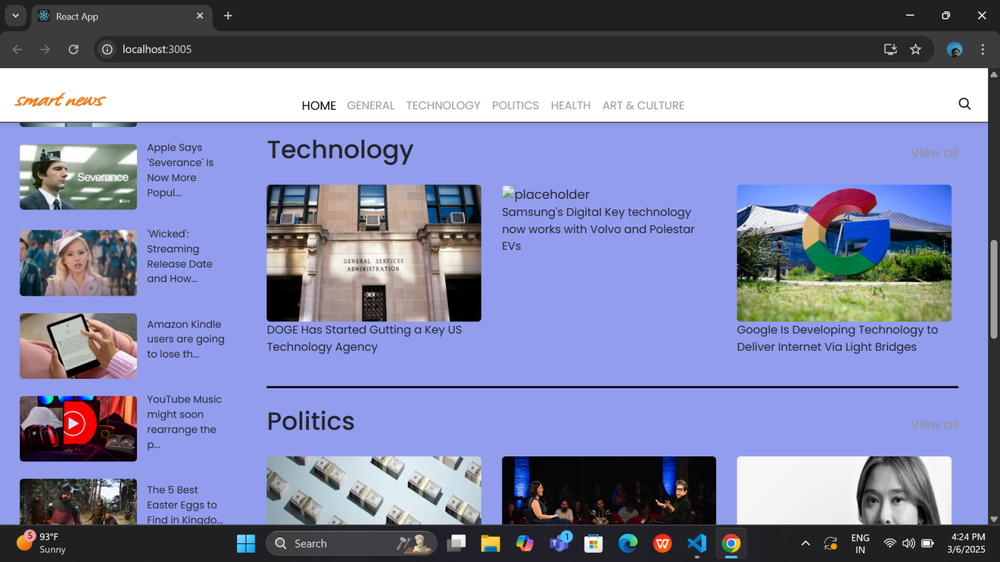 React App
localhost:3005
smart news
HOME GENERAL TECHNOLOGY POLITICS HEALTH ART & CULTURE
Apple Says
'Severance' Is
Now More
Popul...
Severance
tv+
'Wicked':
Streaming
Release Date
and How...
Amazon Kindle
users are going
to lose th...
YouTube Music
might soon
rearrange the
p...
The 5 Best
Easter Eggs to
Find in Kingdo...
Technology
View all
GENERAL SERVICES
ADMINISTRATION
DOGE Has Started Gutting a Key US
Technology Agency
placeholder
Samsung's Digital Key technology
now works with Volvo and Polestar
EVs
Google Is Developing Technology to
Deliver Internet Via Light Bridges
Politics
View all
5
93°F
Sunny
Search
1
ENG
IN
4:24 PM
3/6/2025